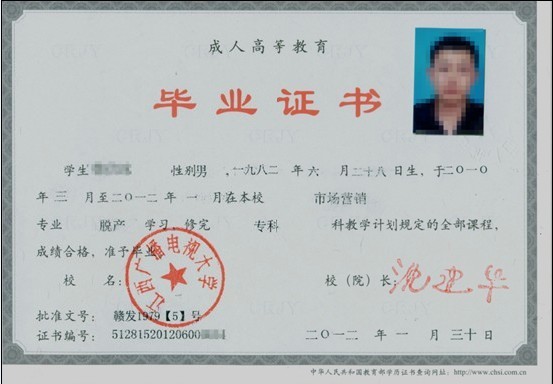 成人高等教育
毕业证书
学生 性别男,一九八二年六月二十八日生、于二〇一〇
年三月至二〇一二年一月在本校 市场营销
专业 脱产 学习,修完 专科 科教学计划规定的全部课程,
成绩合格,准予毕业
校 名: 校(院)长:
江西广播电视大学
批准文号: 赣发1979【5】号
证书编号: 51281520120600
二〇一二年一月三十日
中华人民共和国教育部学历证书查询网址: http://www.chsi.com.cn